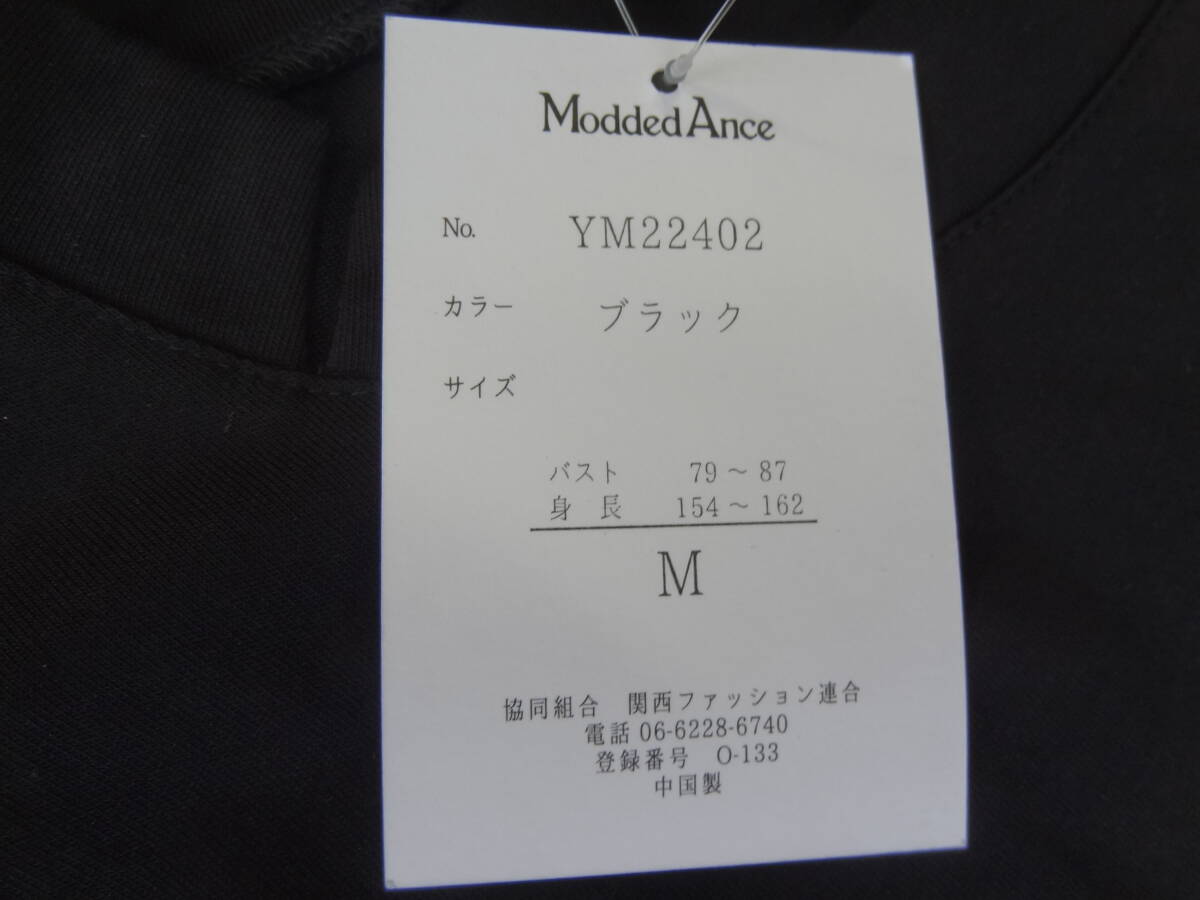 Modded Ance
No. YM22402
カラー ブラック
サイズ
バスト 79～87
身長 154～162
M
協同組合 関西ファッション連合
電話 06-6228-6740
登録番号 O-133
中国製